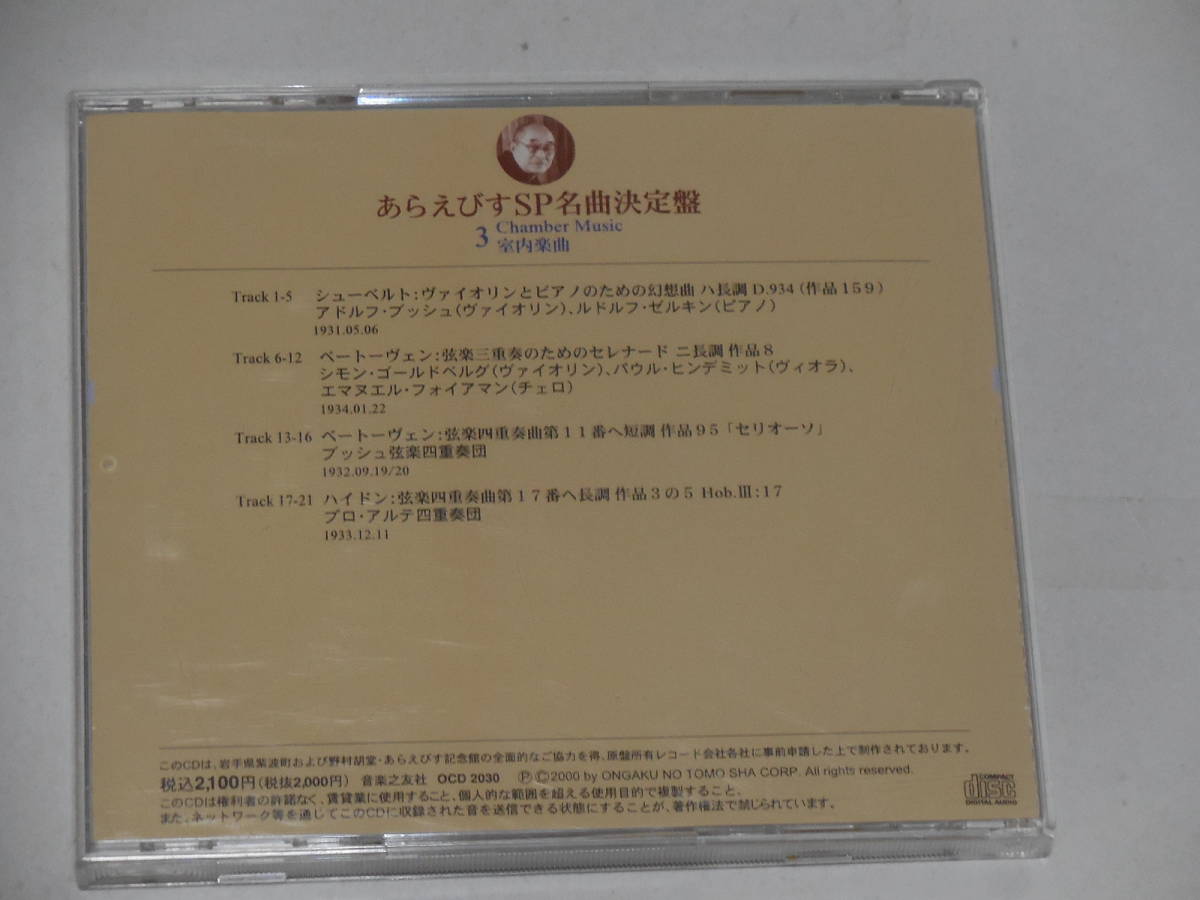 あらえびすSP名曲決定盤
3 Chamber Music
室内楽曲
Track 1-5 シューベルト:ヴァイオリンとピアノのための幻想曲 ハ長調 D.934(作品159)
アドルフ・ブッシュ(ヴァイオリン)、ルドルフ・ゼルキン(ピアノ)
1931.05.06
Track 6-12 ベートーヴェン:弦楽三重奏のためのセレナード ニ長調 作品8
シモン・ゴールドベルグ(ヴァイオリン)、パウル・ヒンデミット(ヴィオラ)、
エマヌエル・フォイアマン(チェロ)
1934.01.22
Track 13-16 ベートーヴェン:弦楽四重奏曲第11番ヘ短調 作品95「セリオーソ」
ブッシュ弦楽四重奏団
1932.09.19/20
Track 17-21 ハイドン:弦楽四重奏曲第17番ヘ長調 作品3の5 Hob.Ⅲ:17
プロ・アルテ四重奏団
1933.12.11
このCDは、岩手県紫波町および野村胡堂・あらえびす記念館の全面的なご協力を得、原盤所有レコード会社各社に事前申請した上で制作されております。
税込2,100円(税抜2,000円) 音楽之友社 OCD 2030 ℗©2000 by ONGAKU NO TOMO SHA CORP. All rights reserved.
このCDは権利者の許諾なく、賃貸業に使用すること、個人的な範囲を超える使用目的で複製すること、
また、ネットワーク等を通じてこのCDに収録された音を送信できる状態にすることが、著作権法で禁じられています。
COMPACT
disc
DIGITAL AUDIO